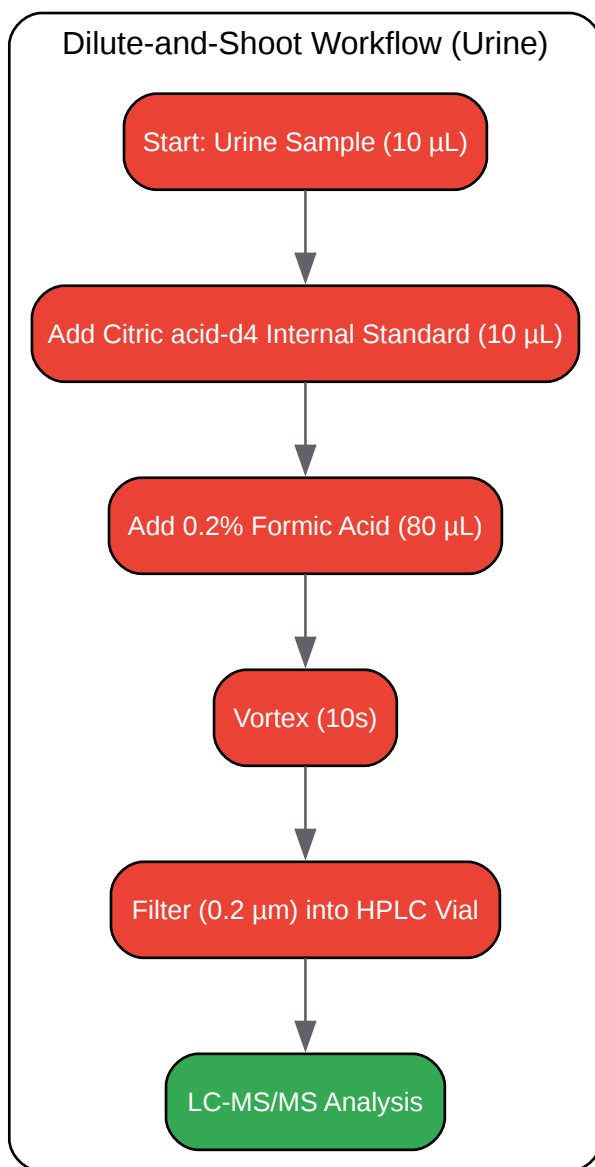 Dilute-and-Shoot Workflow (Urine)
Start: Urine Sample (10 µL)
Add Citric acid-d4 Internal Standard (10 µL)
Add 0.2% Formic Acid (80 µL)
Vortex (10s)
Filter (0.2 µm) into HPLC Vial
LC-MS/MS Analysis